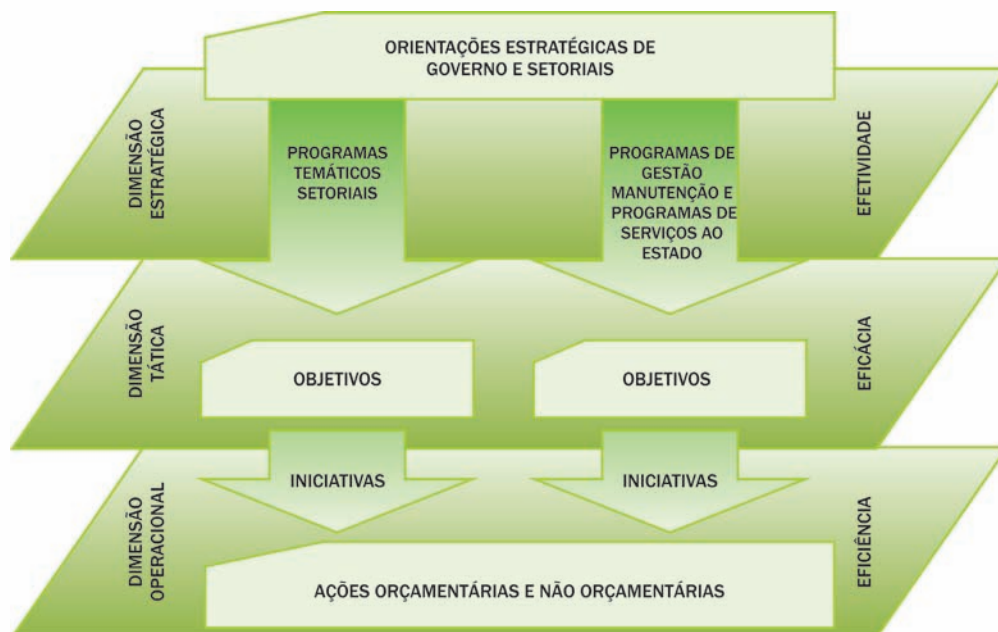 ORIENTAÇÕES ESTRATÉGICAS DE
GOVERNO E SETORIAIS
DIMENSÃO
ESTRATÉGICA
PROGRAMAS
TEMÁTICOS
SETORIAIS
PROGRAMAS DE
GESTÃO
MANUTENÇÃO E
PROGRAMAS DE
SERVIÇOS AO
ESTADO
EFETIVIDADE
DIMENSÃO
TÁTICA
OBJETIVOS
OBJETIVOS
EFICÁCIA
DIMENSÃO
OPERACIONAL
INICIATIVAS
INICIATIVAS
EFICIÊNCIA
AÇÕES ORÇAMENTÁRIAS E NÃO ORÇAMENTÁRIAS